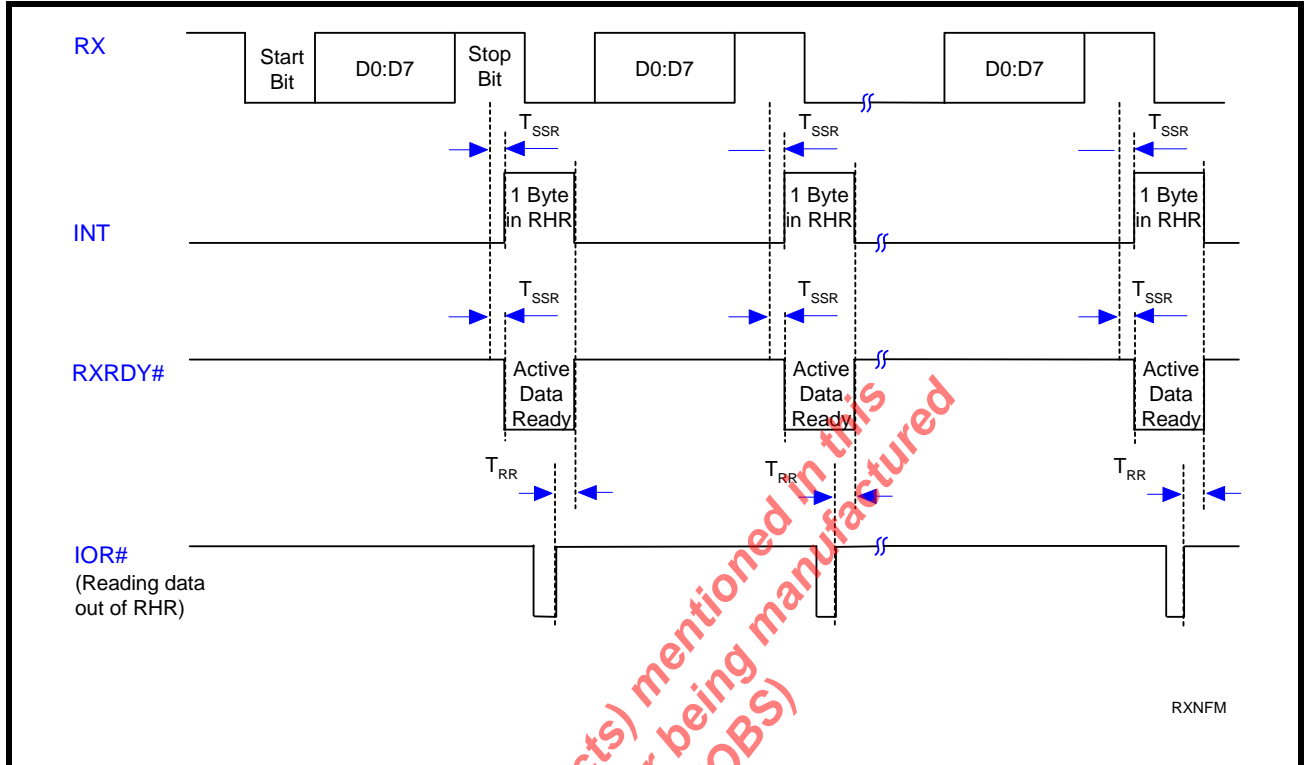 RX
Start
Bit
D0:D7
Stop
Bit
D0:D7
D0:D7
TSSR
TSSR
TSSR
INT
1 Byte
in RHR
1 Byte
in RHR
1 Byte
in RHR
TSSR
TSSR
TSSR
RXRDY#
Active
Data
Ready
Active
Data
Ready
Active
Data
Ready
TRR
TRR
TRR
IOR#
(Reading data
out of RHR)
mentioned in this
being manufactured
OBS)
RXNFM